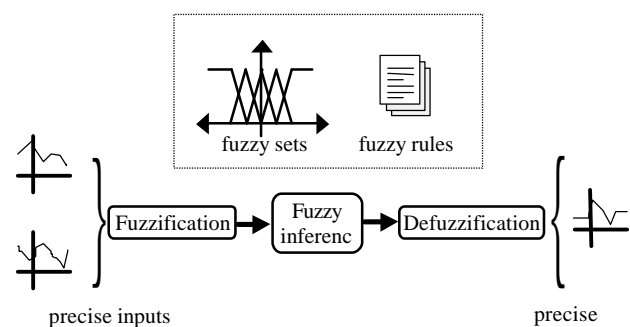 fuzzy sets fuzzy rules
Fuzzification
Fuzzy
inferenc
Defuzzification
precise inputs precise